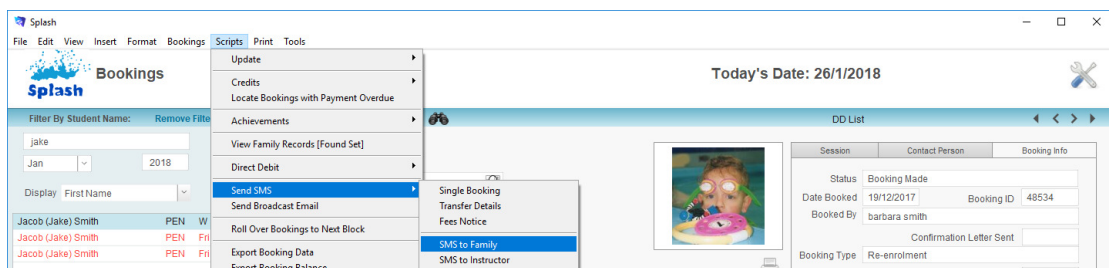 Splash
File Edit View Insert Format Bookings Scripts Print Tools
Splash
Bookings
Today's Date: 26/1/2018
Filter By Student Name: Remove Filte
DD List
jake
Jan 2018
Display First Name
Jacob (Jake) Smith PEN W
Jacob (Jake) Smith PEN Fri
Jacob (Jake) Smith PEN Fri
Update
Credits
Locate Bookings with Payment Overdue
Achievements
View Family Records [Found Set]
Direct Debit
Send SMS
Send Broadcast Email
Roll Over Bookings to Next Block
Export Booking Data
Export Booking Balance
Single Booking
Transfer Details
Fees Notice
SMS to Family
SMS to Instructor
Session Contact Person Booking Info
Status Booking Made
Date Booked 19/12/2017 Booking ID 48534
Booked By barbara smith
Confirmation Letter Sent
Booking Type Re-enrolment